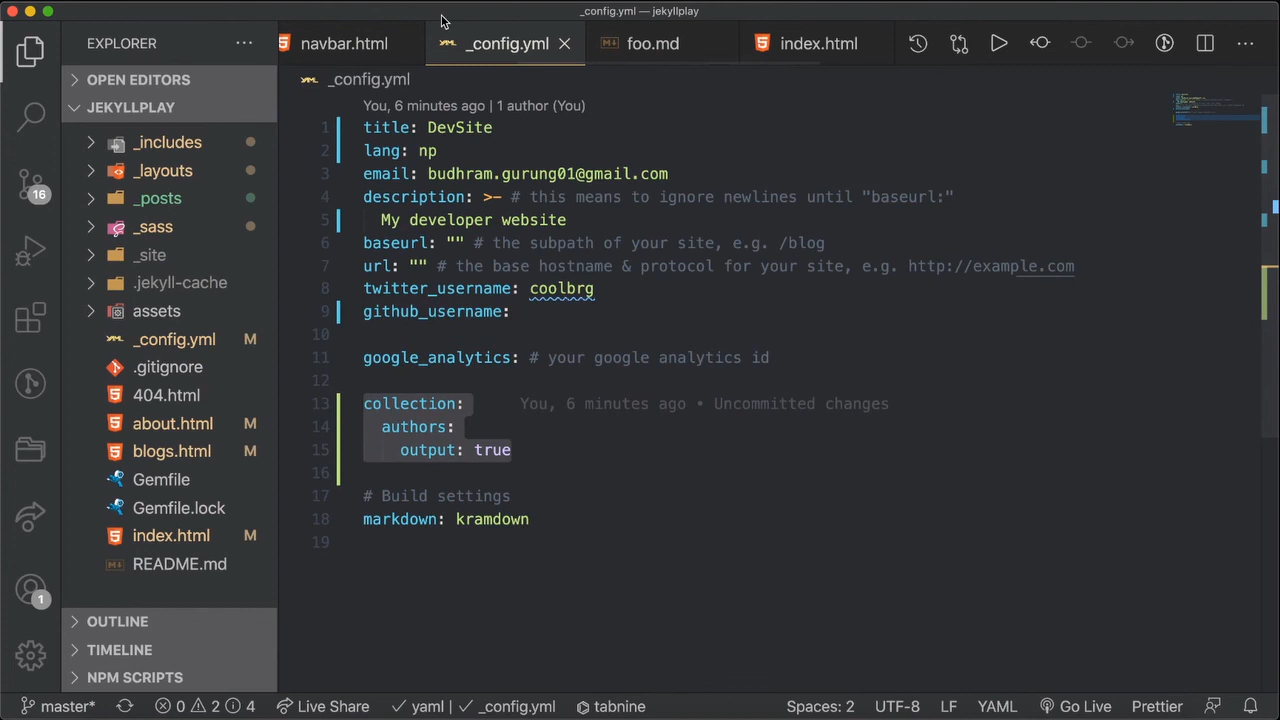 _config.yml — jekyllplay
EXPLORER
navbar.html
_config.yml
foo.md
index.html
OPEN EDITORS
_config.yml
JEKYLLPLAY
You, 6 minutes ago | 1 author (You)
1 title: DevSite
2 lang: np
3 email: budhram.gurung01@gmail.com
4 description: >- # this means to ignore newlines until "baseurl:"
5 My developer website
6 baseurl: "" # the subpath of your site, e.g. /blog
7 url: "" # the base hostname & protocol for your site, e.g. http://example.com
8 twitter_username: coolbrg
9 github_username:
10
11 google_analytics: # your google analytics id
12
13 collection: You, 6 minutes ago • Uncommitted changes
14 authors:
15 output: true
16
17 # Build settings
18 markdown: kramdown
19
_includes
_layouts
_posts
_sass
_site
.jekyll-cache
assets
_config.yml M
.gitignore
404.html
about.html M
blogs.html M
Gemfile
Gemfile.lock
index.html M
README.md
OUTLINE
TIMELINE
NPM SCRIPTS
16
1
master* 0 2 4 Live Share yaml | _config.yml tabnine Spaces: 2 UTF-8 LF YAML Go Live Prettier